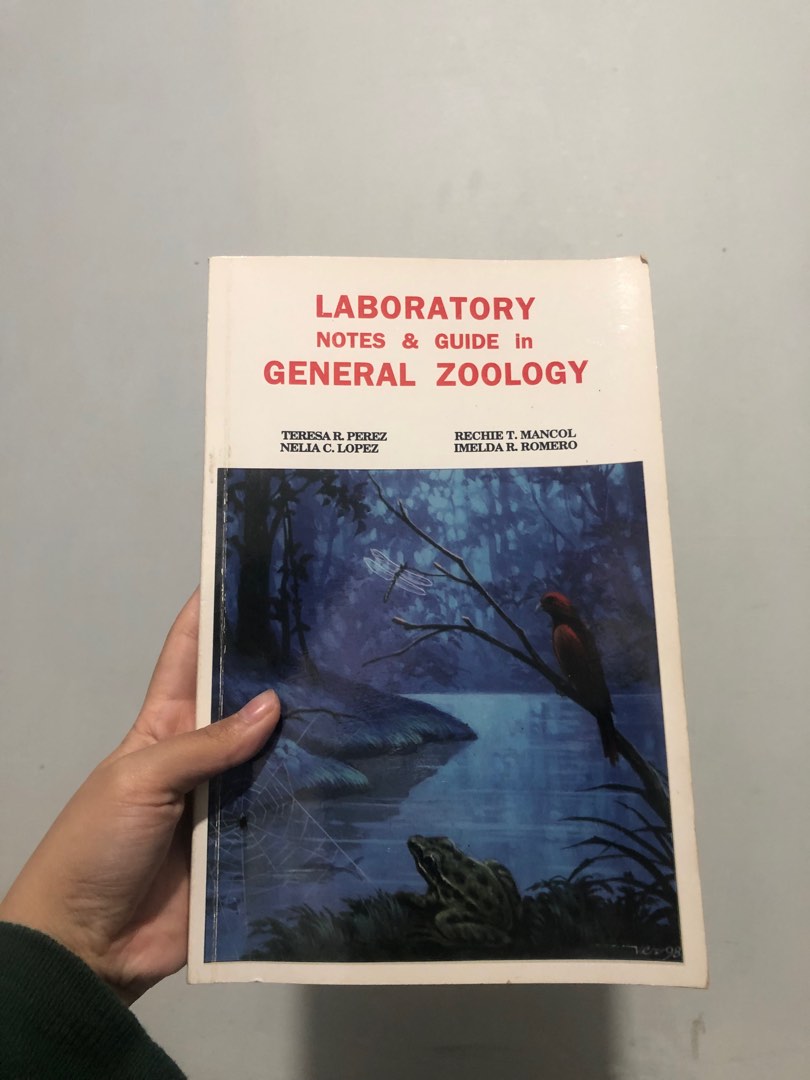 LABORATORY
NOTES & GUIDE in
GENERAL ZOOLOGY
TERESA R. PEREZ
NELIA C. LOPEZ
RECHIE T. MANCOL
IMELDA R. ROMERO